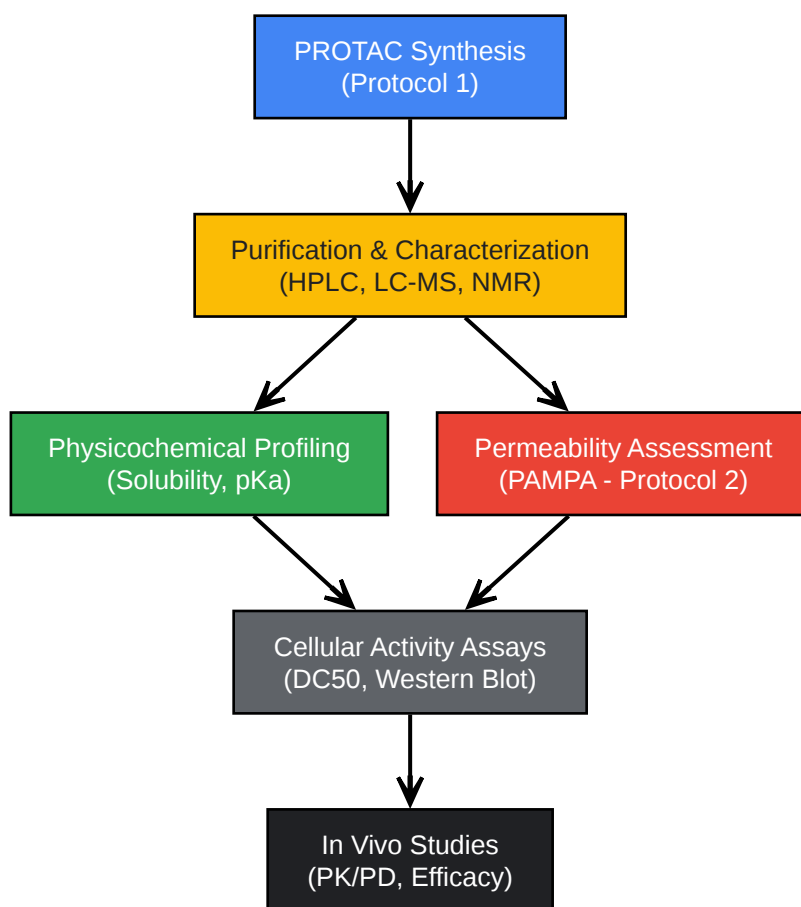 PROTAC Synthesis
(Protocol 1)
Purification & Characterization
(HPLC, LC-MS, NMR)
Physicochemical Profiling
(Solubility, pKa)
Permeability Assessment
(PAMPA - Protocol 2)
Cellular Activity Assays
(DC50, Western Blot)
In Vivo Studies
(PK/PD, Efficacy)